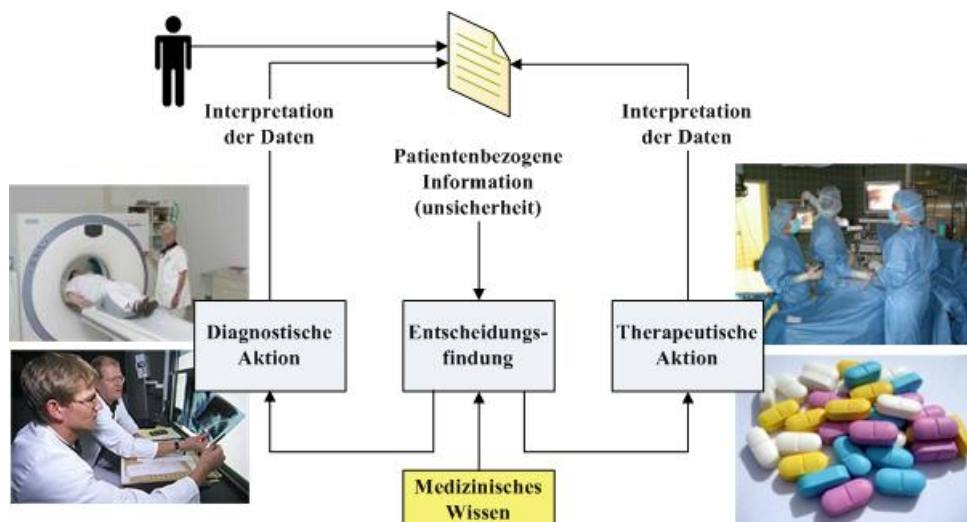 Interpretation
der Daten
Interpretation
der Daten
Patientenbezogene
Information
(unsicherheit)
Diagnostische
Aktion
Entscheidungs-
findung
Therapeutische
Aktion
Medizinisches
Wissen